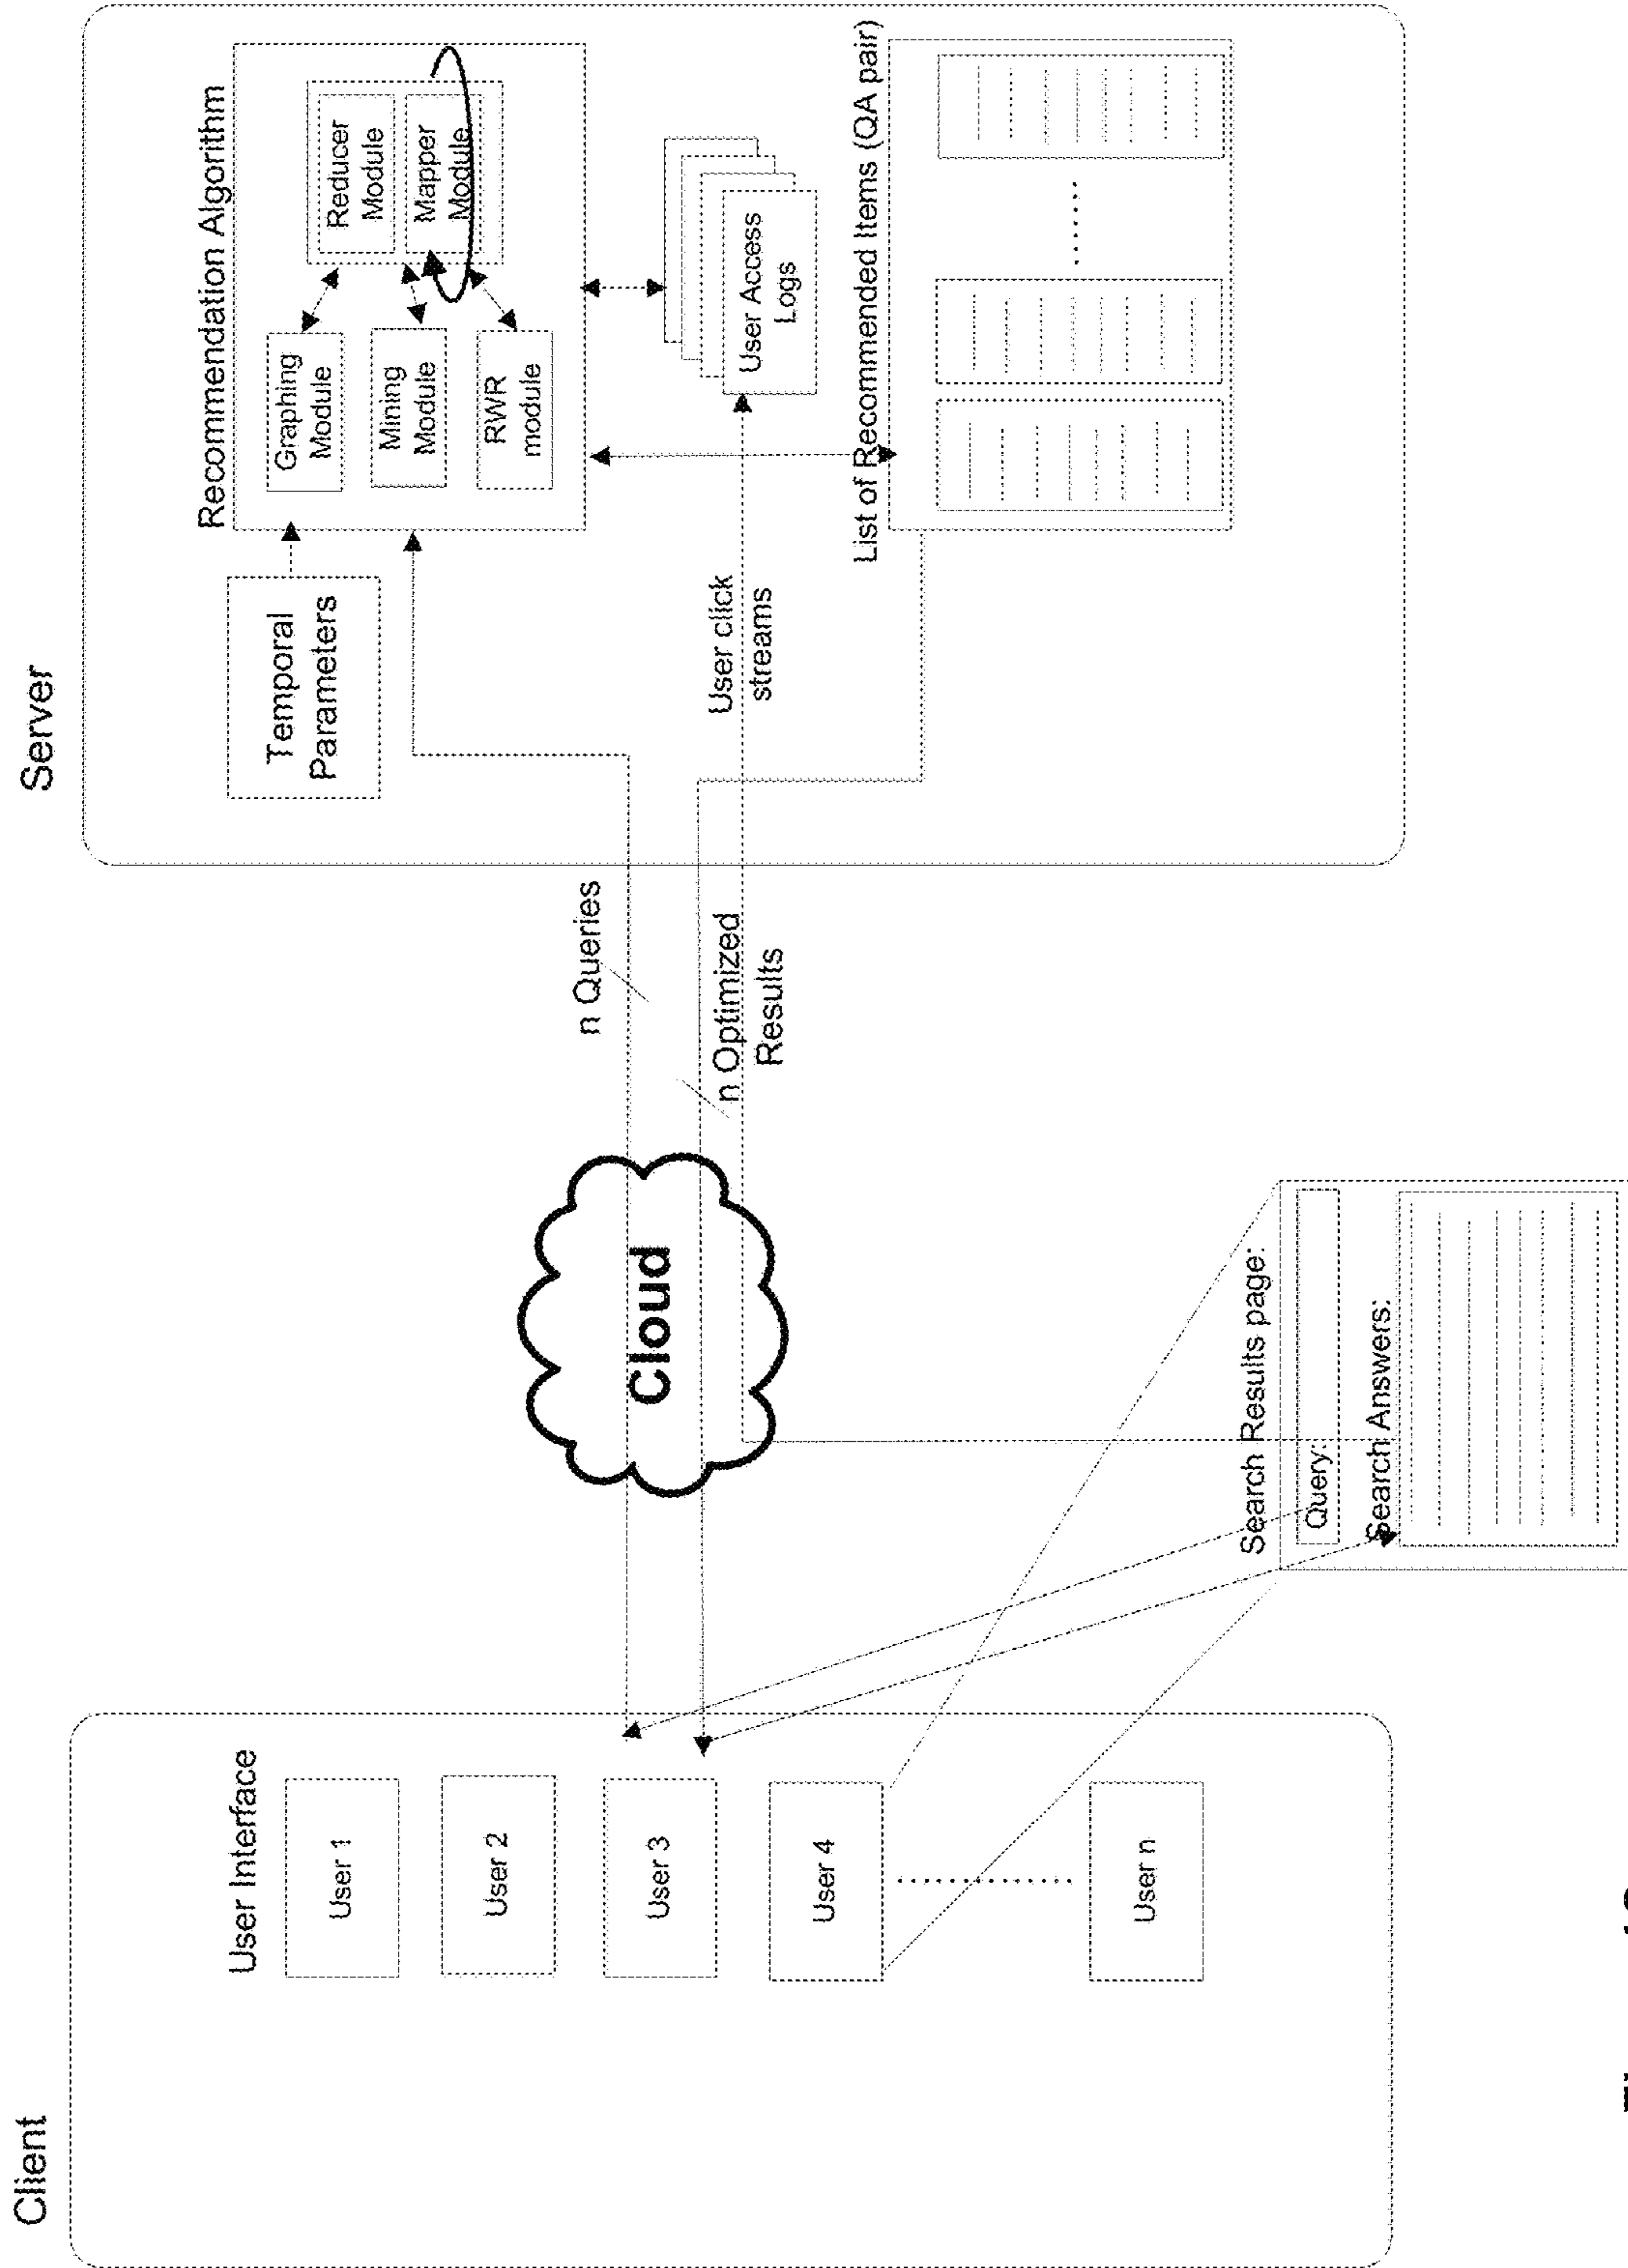 Client
Server
User Interface
User 1
User 2
User 3
User 4
User n
Cloud
n Queries
n Optimized
Results
Search Results page:
Query:
Search Answers:
Temporal
Parameters
Recommendation Algorithm
Graphing
Module
Mining
Module
RWR
module
Reducer
Module
Mapper
Module
User click
streams
User Access
Logs
List of Recommended Items (QA pair)